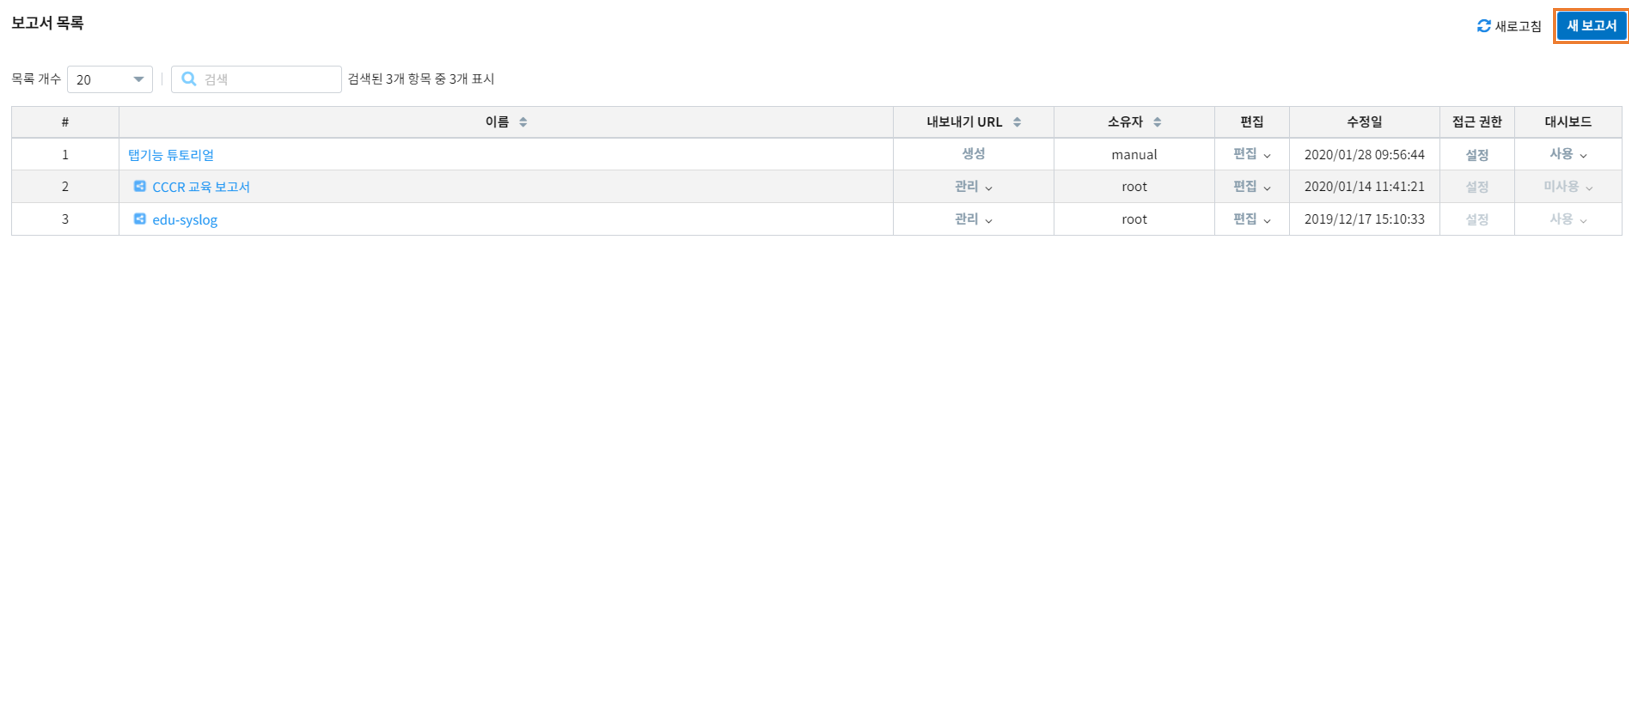 보고서 목록
새로고침 새 보고서
목록 개수 20 검색 검색된 3개 항목 중 3개 표시
# 이름 내보내기 URL 소유자 편집 수정일 접근 권한 대시보드
1 탭기능 튜토리얼 생성 manual 편집 2020/01/28 09:56:44 설정 사용
2 CCCR 교육 보고서 관리 root 편집 2020/01/14 11:41:21 설정 미사용
3 edu-syslog 관리 root 편집 2019/12/17 15:10:33 설정 사용